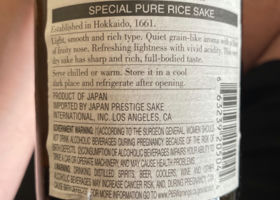 SPECIAL PURE RICE SAKE
Established in Hokkaido, 1661.
Light, smooth and rich type. Quiet grain-like aroma with a hint
of fruity nose. Refreshing lightness with vivid acidity. This
dry sake has sharp and rich, full-bodied taste.
Serve chilled or warm. Store it in a cool
dark place and refrigerate after opening.
PRODUCT OF JAPAN
IMPORTED BY JAPAN PRESTIGE SAKE
INTERNATIONAL, INC. LOS ANGELES, CA
GOVERNMENT WARNING: (1) ACCORDING TO THE SURGEON GENERAL, WOMEN SHOULD
NOT DRINK ALCOHOLIC BEVERAGES DURING PREGNANCY BECAUSE OF THE RISK OF
BIRTH DEFECTS. (2) CONSUMPTION OF ALCOHOLIC BEVERAGES IMPAIRS YOUR ABILITY TO
DRIVE A CAR OR OPERATE MACHINERY, AND MAY CAUSE HEALTH PROBLEMS.
WARNING: DRINKING DISTILLED SPIRITS, BEER, COOLERS, WINE AND OTHER
ALCOHOLIC BEVERAGES MAY INCREASE CANCER RISK, AND, DURING PREGNANCY, CAN
CAUSE BIRTH DEFECTS. FOR MORE INFORMATION GO TO www.P65Warnings.ca.gov